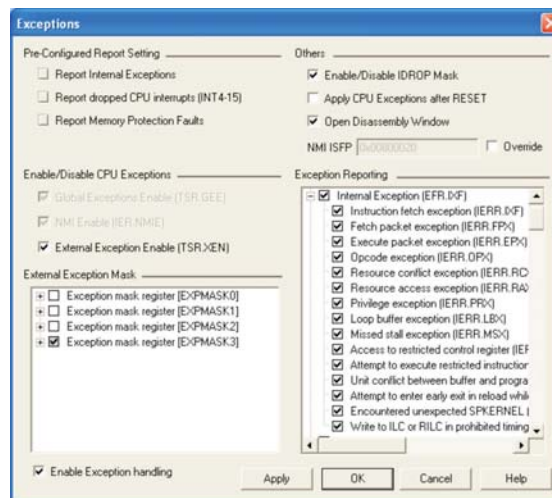 Exceptions
Pre-Configured Report Setting
Report Internal Exceptions
Report dropped CPU interrupts (INT4-15)
Report Memory Protection Faults
Enable/Disable CPU Exceptions
Global Exceptions Enable (TSR.GEE)
NMI Enable (IER.NMIE)
External Exception Enable (TSR.XEN)
External Exception Mask
Exception mask register [EXPMASK0]
Exception mask register [EXPMASK1]
Exception mask register [EXPMASK2]
Exception mask register [EXPMASK3]
Enable Exception handling
Others
Enable/Disable IDROP Mask
Apply CPU Exceptions after RESET
Open Disassembly Window
NMI ISFP 0x00000020 Override
Exception Reporting
Internal Exception (EFR.IXF)
Instruction fetch exception (IERR.IXF)
Fetch packet exception (IERR.FPX)
Execute packet exception (IERR.EPX)
Opcode exception (IERR.OPX)
Resource conflict exception (IERR.RC
Resource access exception (IERR.RA
Privilege exception (IERR.PRX)
Loop buffer exception (IERR.LBX)
Missed stall exception (IERR.MSX)
Access to restricted control register (IEF
Attempt to execute restricted instruction
Unit conflict between buffer and progra
Attempt to enter early exit in reload whil
Encountered unexpected SPKERNEL (
Write to ILC or RILC in prohibited timing
Apply
OK
Cancel
Help